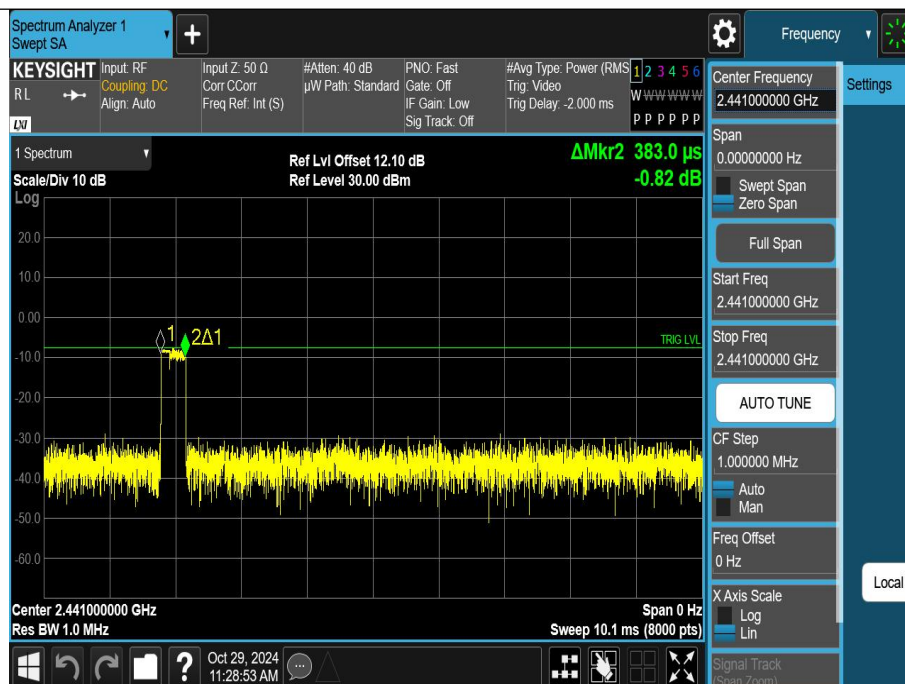 Spectrum Analyzer 1
Swept SA
+
Frequency
KEYSIGHT
RL
LXI
Input: RF
Coupling: DC
Align: Auto
Input Z: 50 Ω
Corr CCorr
Freq Ref: Int (S)
#Atten: 40 dB
µW Path: Standard
PNO: Fast
Gate: Off
IF Gain: Low
Sig Track: Off
#Avg Type: Power (RMS
Trig: Video
Trig Delay: -2.000 ms
1 2 3 4 5 6
W W W W W W
P P P P P P
1 Spectrum
Scale/Div 10 dB
Log
Ref Lvl Offset 12.10 dB
Ref Level 30.00 dBm
ΔMkr2 383.0 µs
-0.82 dB
20.0
10.0
0.00
-10.0
-20.0
-30.0
-40.0
-50.0
-60.0
1
2Δ1
TRIG LVL
Center 2.441000000 GHz
Res BW 1.0 MHz
Span 0 Hz
Sweep 10.1 ms (8000 pts)
Center Frequency
2.441000000 GHz
Span
0.00000000 Hz
Swept Span
Zero Span
Full Span
Start Freq
2.441000000 GHz
Stop Freq
2.441000000 GHz
AUTO TUNE
CF Step
1.000000 MHz
Auto
Man
Freq Offset
0 Hz
X Axis Scale
Log
Lin
Signal Track
(Span Zoom)
Settings
Local
?
Oct 29, 2024
11:28:53 AM